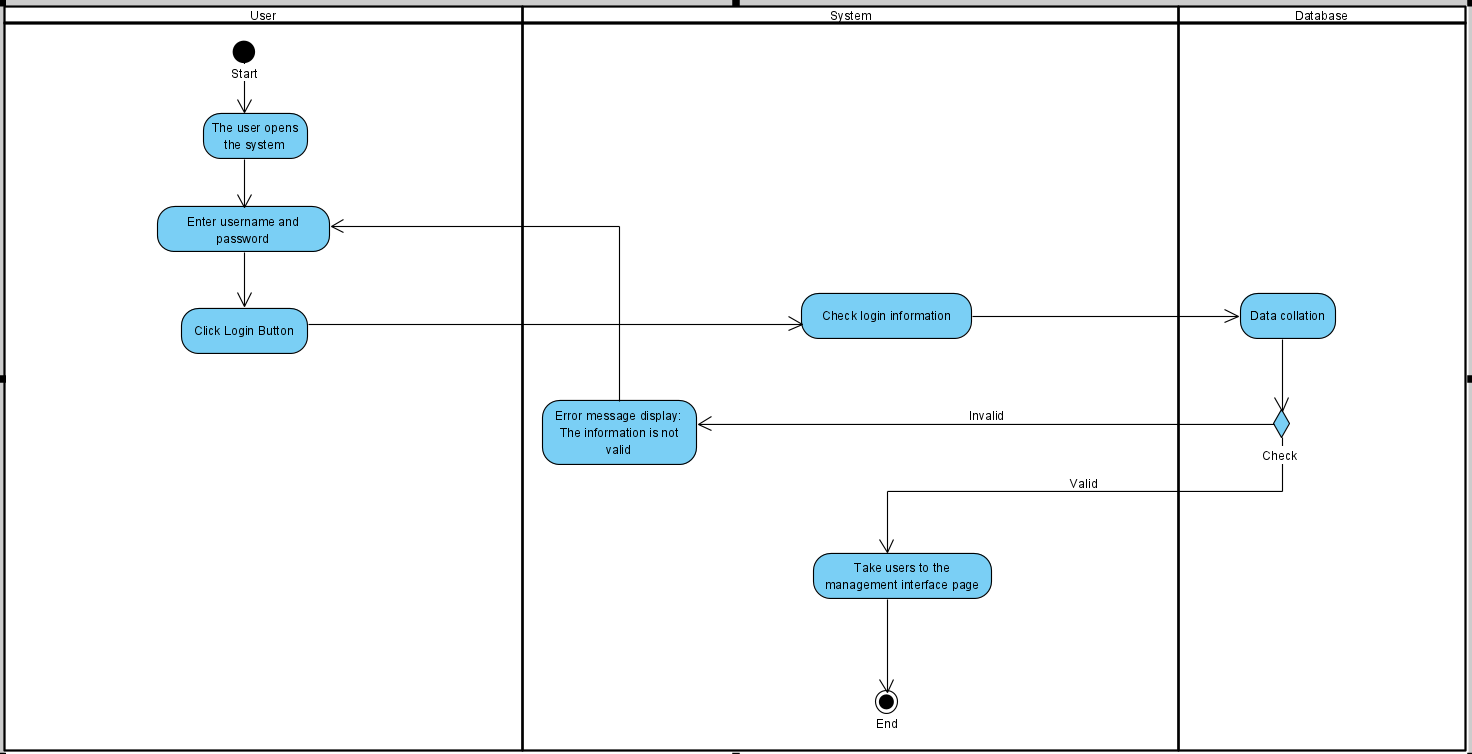 User
System
Database
Start
The user opens
the system
Enter username and
password
Click Login Button
Check login information
Data collation
Error message display:
The information is not
valid
Invalid
Check
Valid
Take users to the
management interface page
End